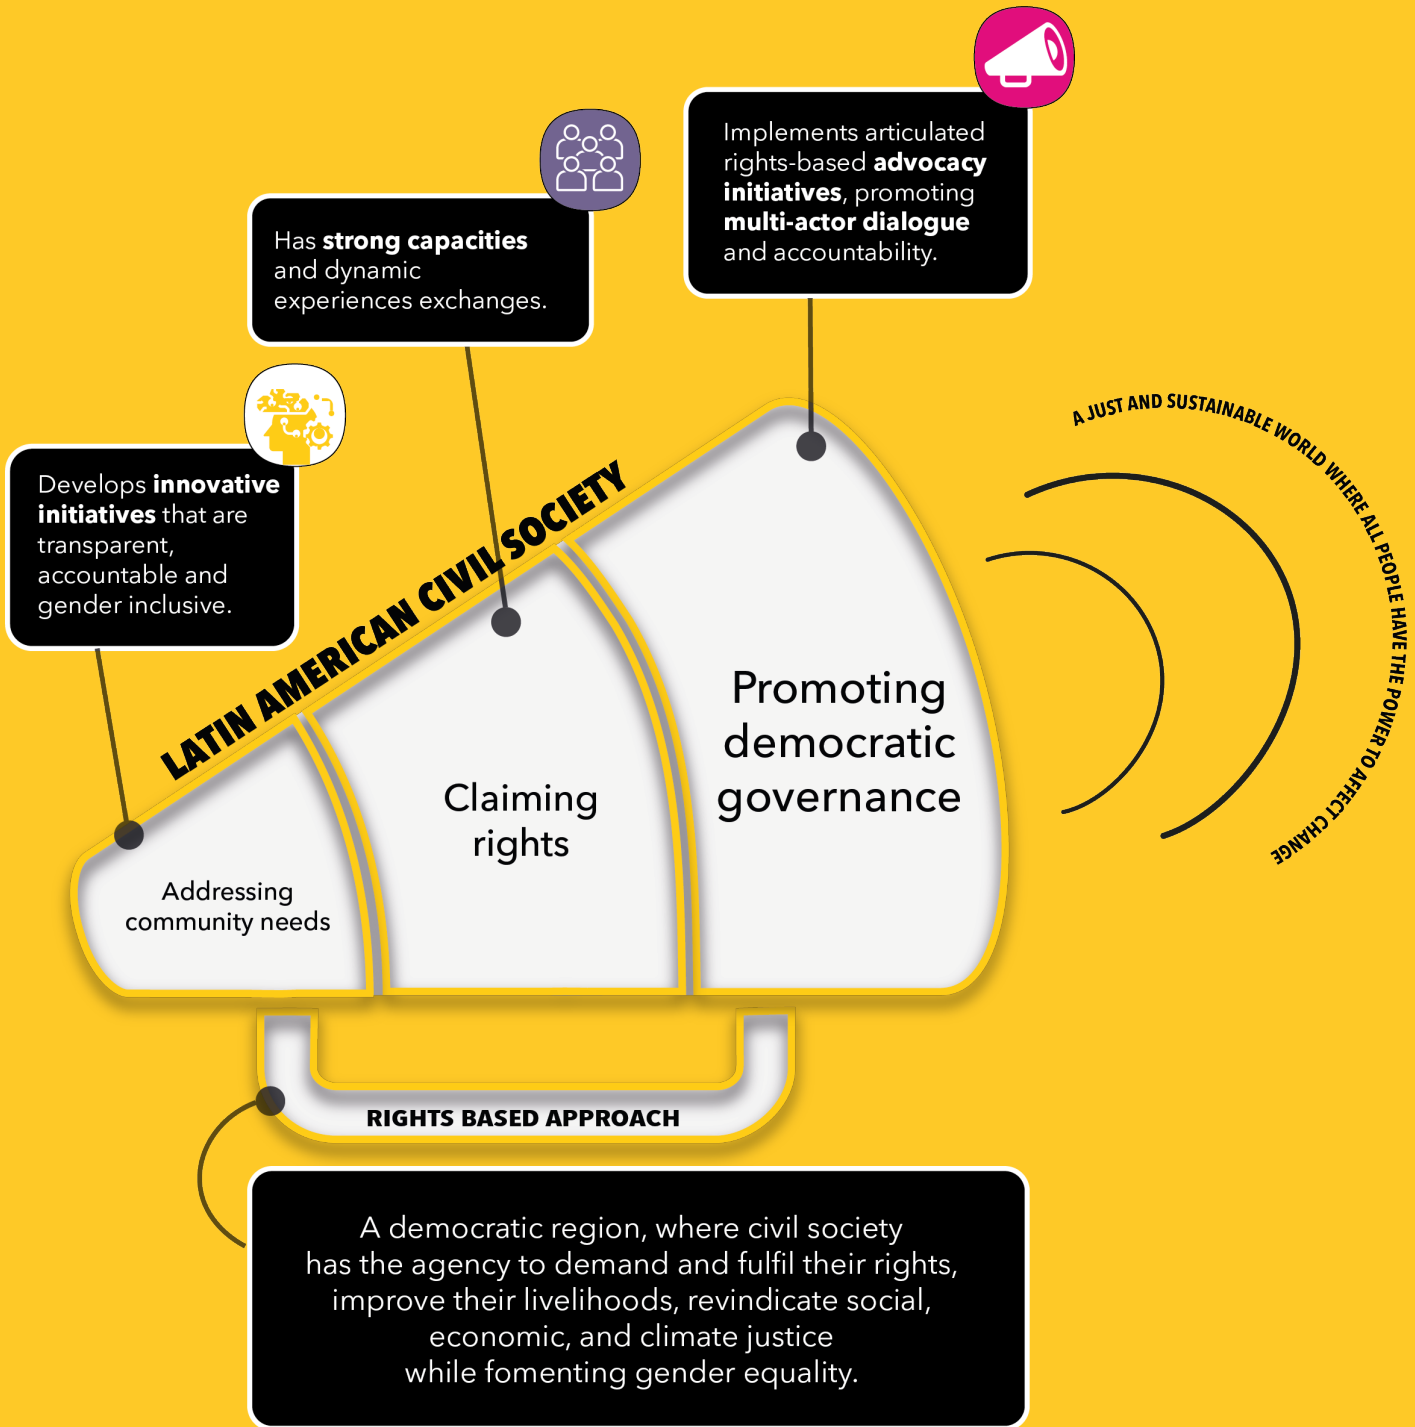 Implements articulated
rights-based advocacy
initiatives, promoting
multi-actor dialogue
and accountability.
Has strong capacities
and dynamic
experiences exchanges.
Develops innovative
initiatives that are
transparent,
accountable and
gender inclusive.
LATIN AMERICAN CIVIL SOCIETY
A JUST AND SUSTAINABLE WORLD WHERE ALL PEOPLE HAVE THE POWER TO AFFECT CHANGE
Addressing
community needs
Claiming
rights
Promoting
democratic
governance
RIGHTS BASED APPROACH
A democratic region, where civil society
has the agency to demand and fulfil their rights,
improve their livelihoods, revindicate social,
economic, and climate justice
while fomenting gender equality.